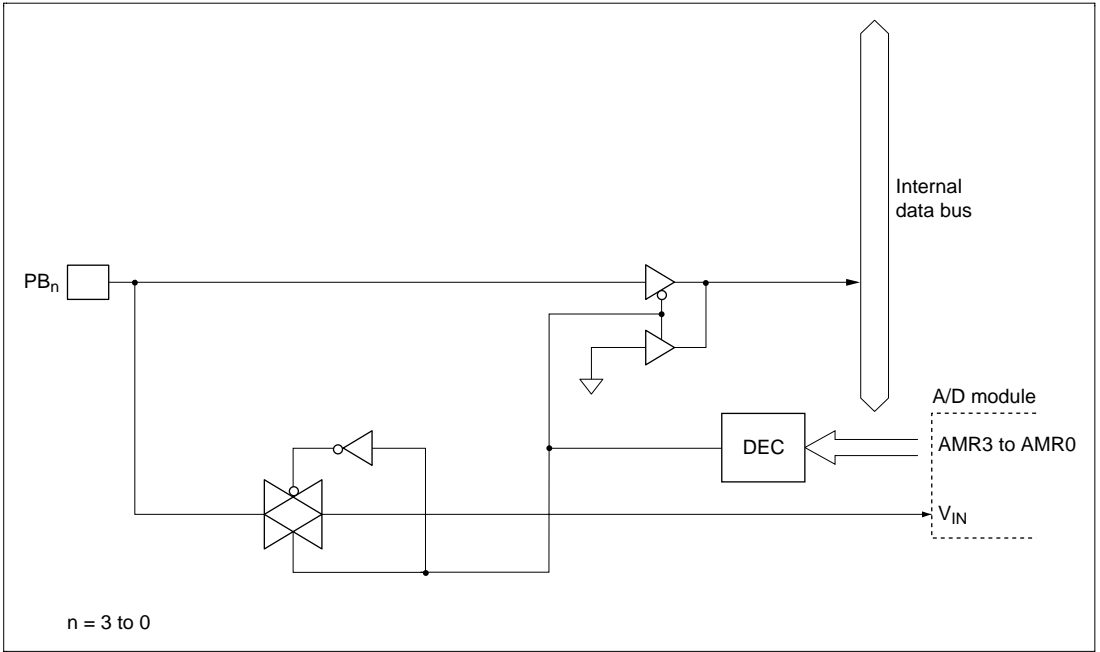 Internal
data bus
PBn
A/D module
DEC
AMR3 to AMR0
VIN
n = 3 to 0